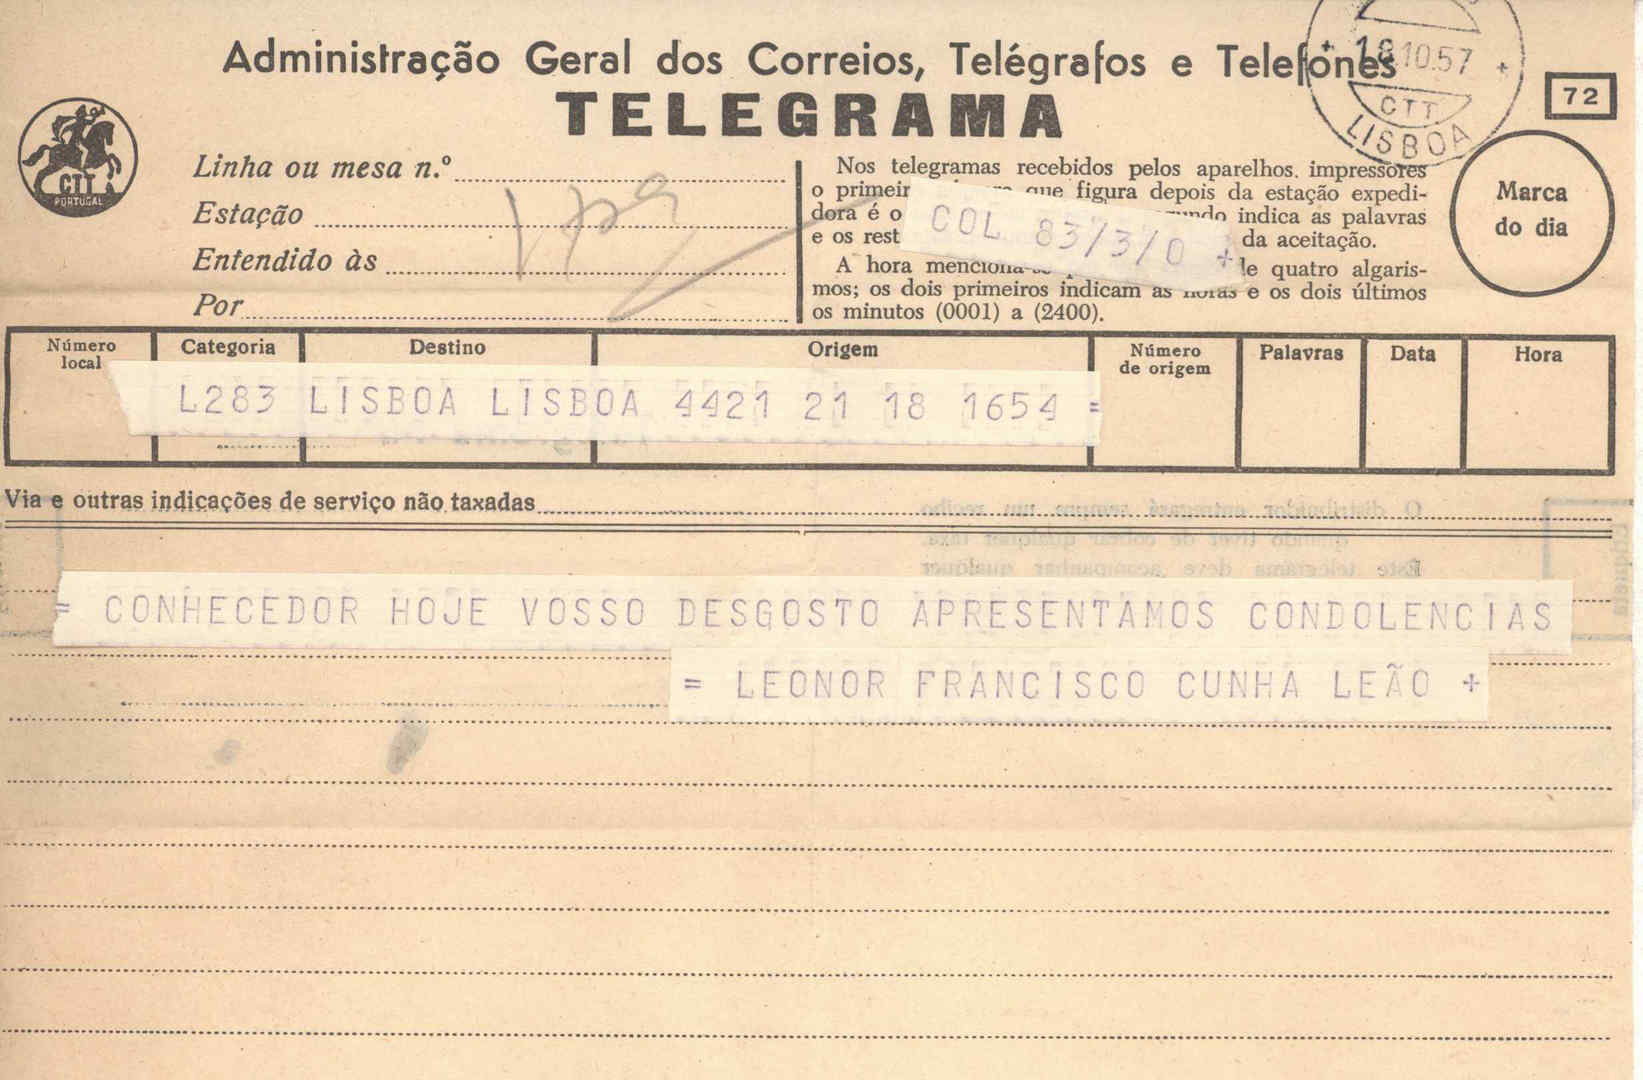 Administração Geral dos Correios, Telégrafos e Telefones
TELEGRAMA
18.10.57
CTT
LISBOA
72
CTT
PORTUGAL
Linha ou mesa n.º
Estação
Entendido às
Por
Nos telegramas recebidos pelos aparelhos. impressores
o primeir que figura depois da estação expedi-
dora é o indica as palavras
e os rest da aceitação.
A hora menciona-se de quatro algaris-
mos; os dois primeiros indicam as horas e os dois últimos
os minutos (0001) a (2400).
COL 83/3/0 +
Marca
do dia
Número
local
Categoria
Destino
Origem
Número
de origem
Palavras
Data
Hora
L283 LISBOA LISBOA 4421 21 18 1654 =
Via e outras indicações de serviço não taxadas
= CONHECEDOR HOJE VOSSO DESGOSTO APRESENTAMOS CONDOLENCIAS
= LEONOR FRANCISCO CUNHA LEÃO +